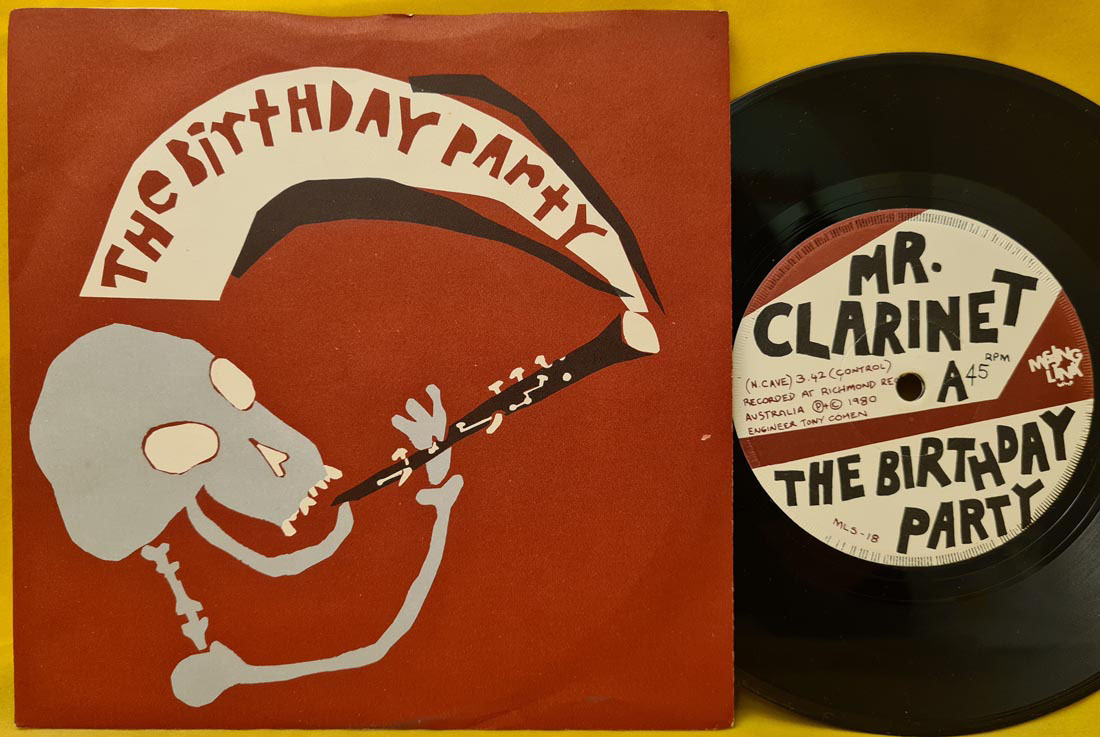 THE BirtHDAY PArtY
MR.
CLARINET
A 45 RPM
(N. CAVE) 3.42 (CONTROL)
RECORDED AT RICHMOND
AUSTRALIA Ⓟ+© 1980
ENGINEER TONY COHEN
MISSING
LINK
THE BIRTHDAY
PARTY
MLS-18